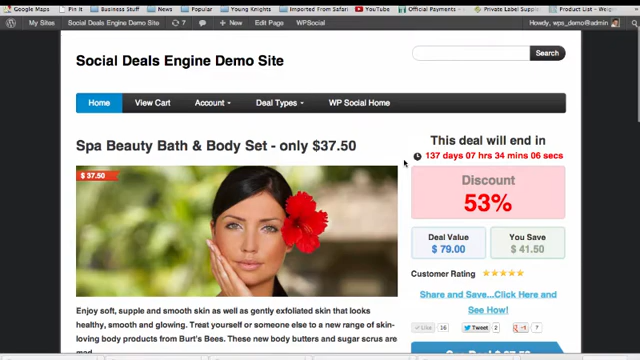 Google Maps Pin It Business Stuff News Popular Young Knights Imported From Safari YouTube Official Payments Private Label Product List – Weig
My Sites Social Deals Engine Demo Site 7 + New Edit Page WPSocial Howdy, wps_demo@admin
Social Deals Engine Demo Site
Search
Home View Cart Account Deal Types WP Social Home
Spa Beauty Bath & Body Set - only $37.50
This deal will end in
137 days 07 hrs 34 mins 06 secs
$ 37.50
Discount
53%
Deal Value
$ 79.00
You Save
$ 41.50
Customer Rating
Share and Save...Click Here and
See How!
Like 16 Tweet 2 +1 7
Enjoy soft, supple and smooth skin as well as gently exfoliated skin that looks
healthy, smooth and glowing. Treat yourself or someone else to a new range of skin-
loving body products from Burt's Bees. These new body butters and sugar scrus are